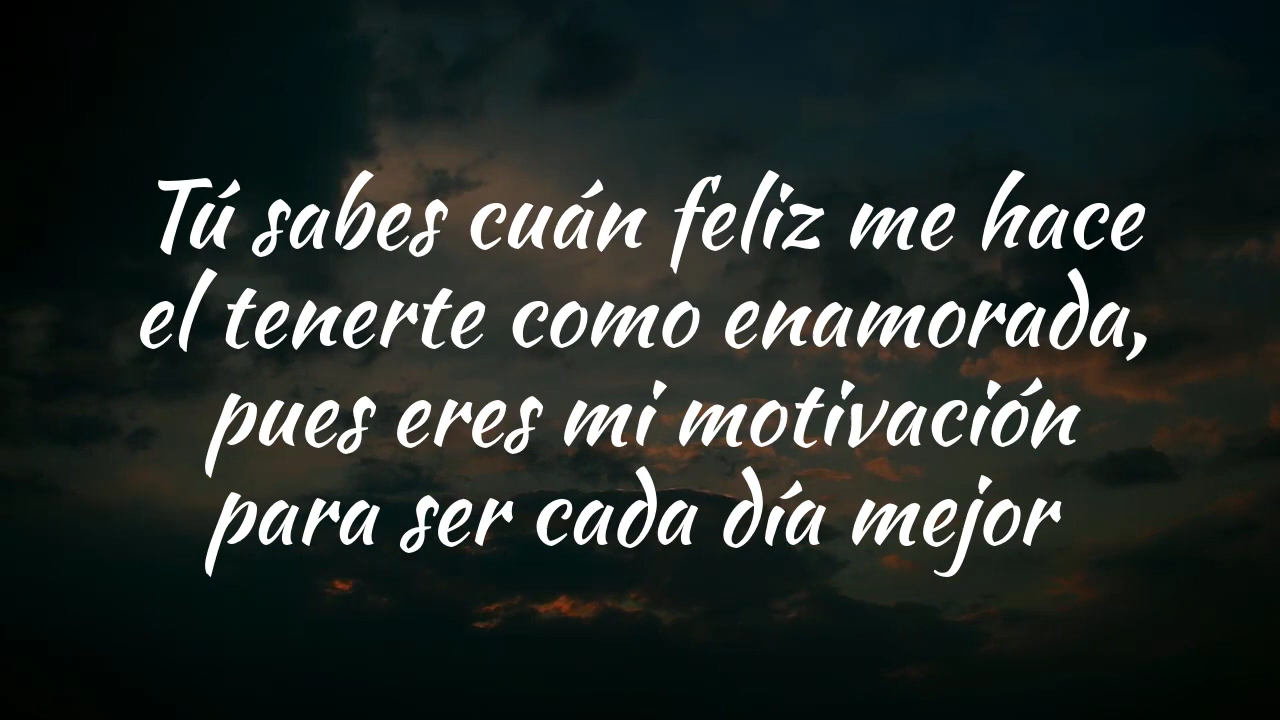 Tú sabes cuán feliz me hace
el tenerte como enamorada,
pues eres mi motivación
para ser cada día mejor